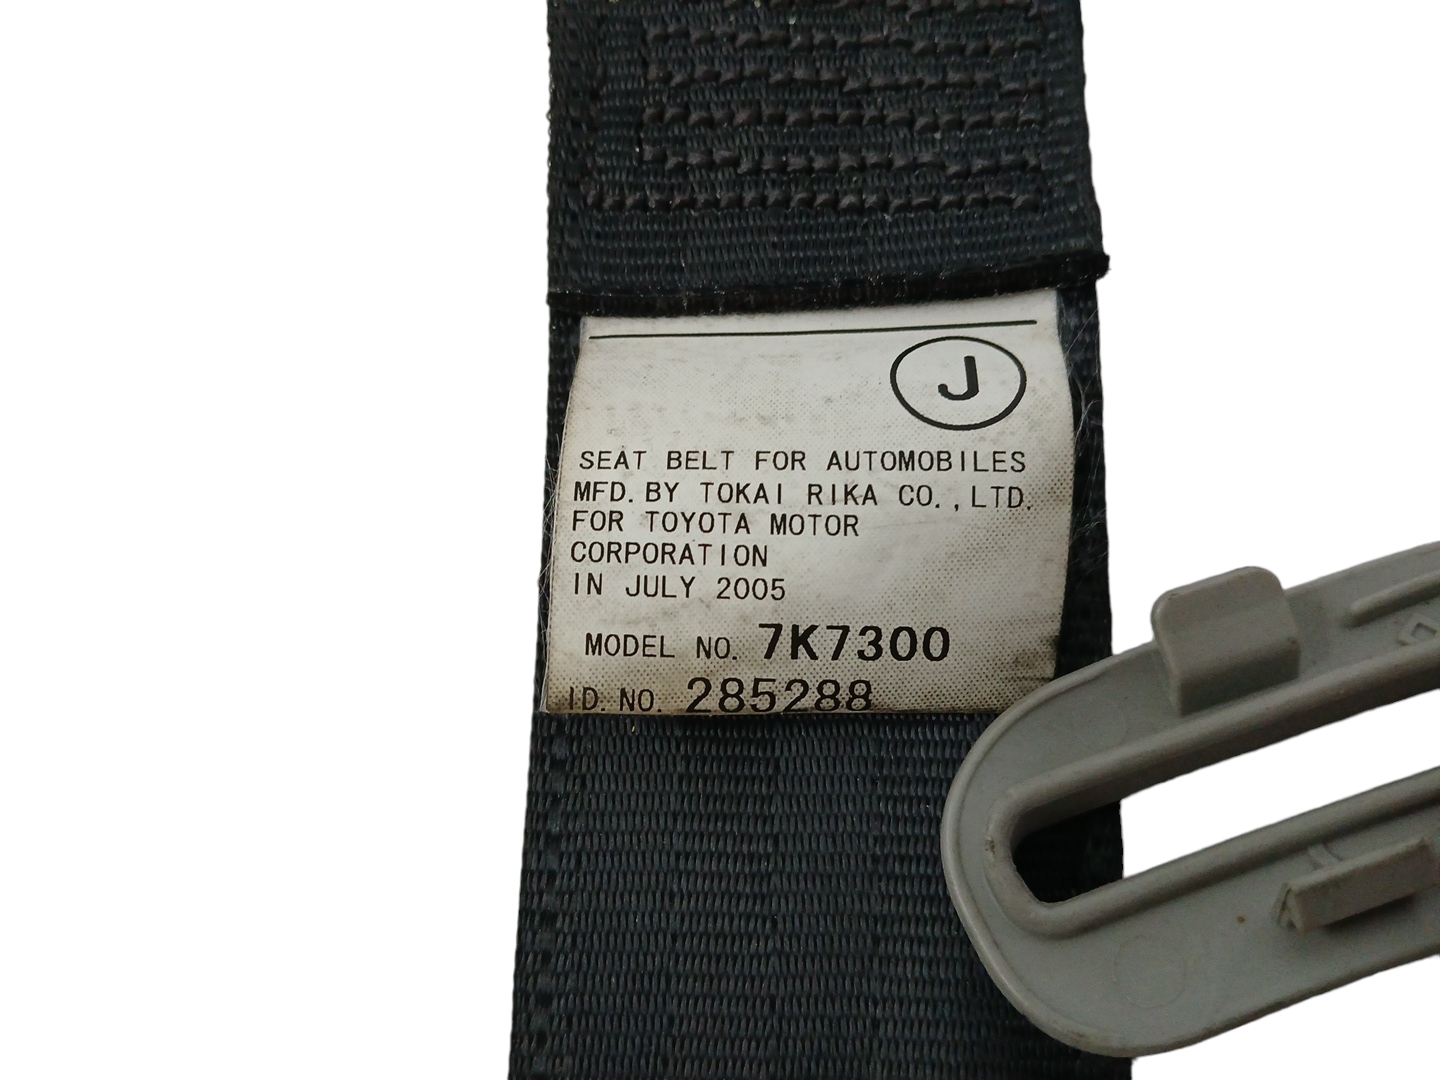 J
SEAT BELT FOR AUTOMOBILES
MFD. BY TOKAI RIKA CO., LTD.
FOR TOYOTA MOTOR
CORPORATION
IN JULY 2005
MODEL NO. 7K7300
ID. NO. 285288